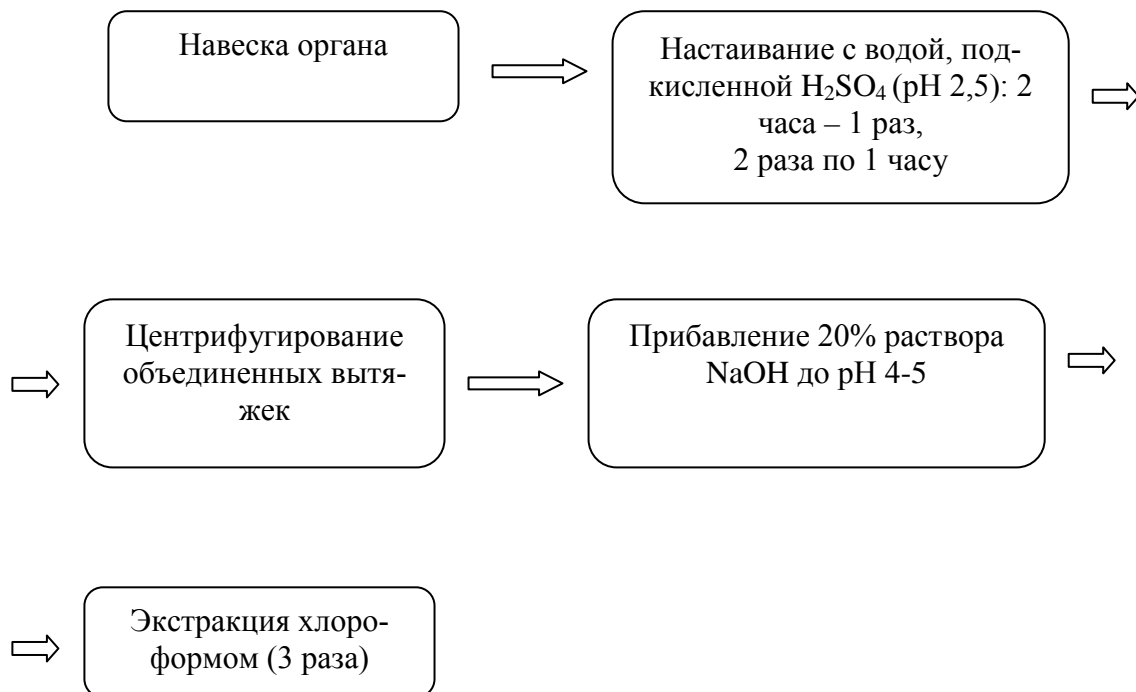 Навеска органа
Настаивание с водой, под-
кисленной H₂SO₄ (pH 2,5): 2
часа – 1 раз,
2 раза по 1 часу
Центрифугирование
объединенных вытя-
жек
Прибавление 20% раствора
NaOH до pH 4-5
Экстракция хлоро-
формом (3 раза)